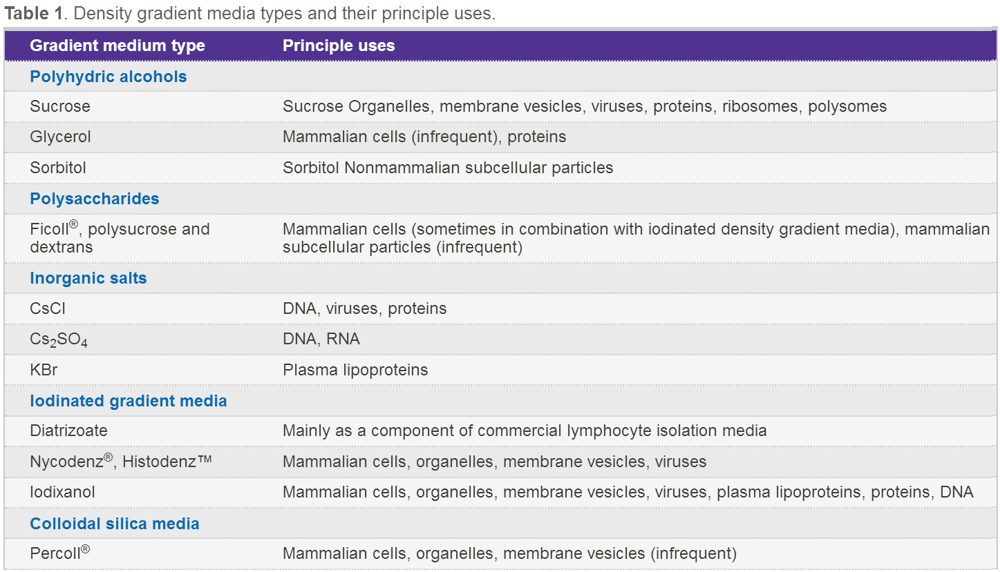 Table 1. Density gradient media types and their principle uses.
Gradient medium type Principle uses
Polyhydric alcohols
Sucrose Sucrose Organelles, membrane vesicles, viruses, proteins, ribosomes, polysomes
Glycerol Mammalian cells (infrequent), proteins
Sorbitol Sorbitol Nonmammalian subcellular particles
Polysaccharides
Ficoll®, polysucrose and Mammalian cells (sometimes in combination with iodinated density gradient media), mammalian
dextrans subcellular particles (infrequent)
Inorganic salts
CsCl DNA, viruses, proteins
Cs₂SO₄ DNA, RNA
KBr Plasma lipoproteins
Iodinated gradient media
Diatrizoate Mainly as a component of commercial lymphocyte isolation media
Nycodenz®, Histodenz™ Mammalian cells, organelles, membrane vesicles, viruses
Iodixanol Mammalian cells, organelles, membrane vesicles, viruses, plasma lipoproteins, proteins, DNA
Colloidal silica media
Percoll® Mammalian cells, organelles, membrane vesicles (infrequent)